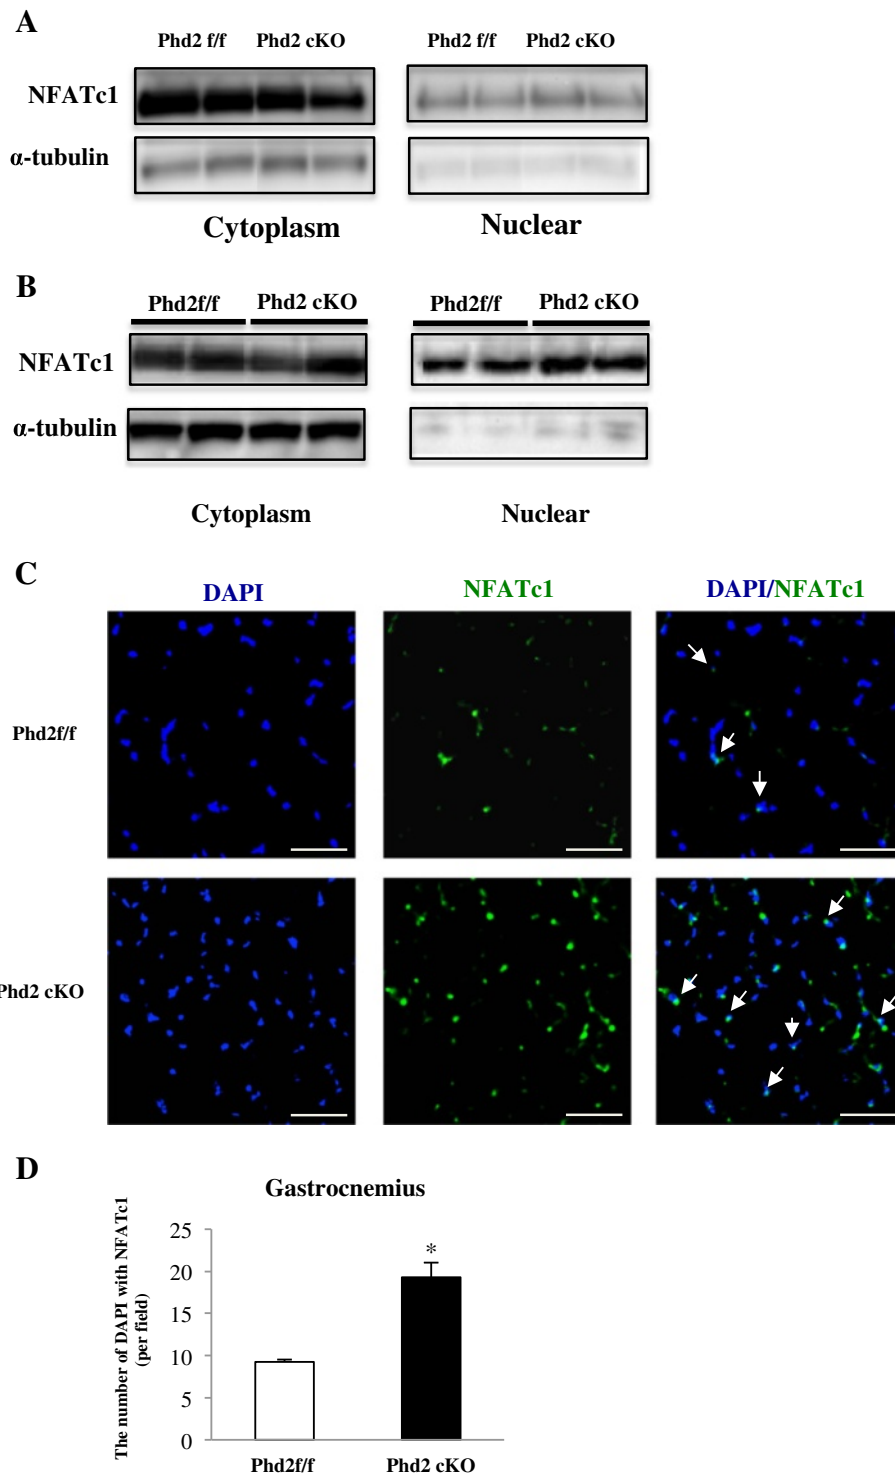 A
Phd2 f/f Phd2 cKO Phd2 f/f Phd2 cKO
NFATc1
α-tubulin
Cytoplasm Nuclear
B
Phd2f/f Phd2 cKO Phd2 f/f Phd2 cKO
NFATc1
α-tubulin
Cytoplasm Nuclear
C
DAPI NFATc1 DAPI/NFATc1
Phd2f/f
Phd2 cKO
D
Gastrocnemius
The number of DAPI with NFATc1
(per field)
25
20
15
10
5
0
*
Phd2f/f Phd2 cKO